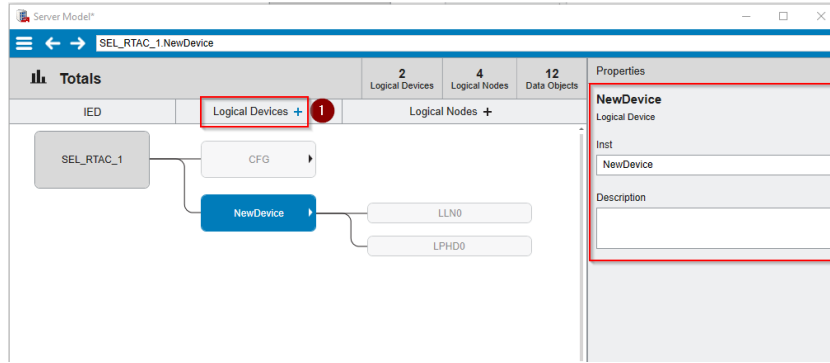 Server Model*
SEL_RTAC_1.NewDevice
Totals
2
Logical Devices
4
Logical Nodes
12
Data Objects
IED
Logical Devices +
1
Logical Nodes +
SEL_RTAC_1
CFG
NewDevice
LLN0
LPHD0
Properties
NewDevice
Logical Device
Inst
NewDevice
Description